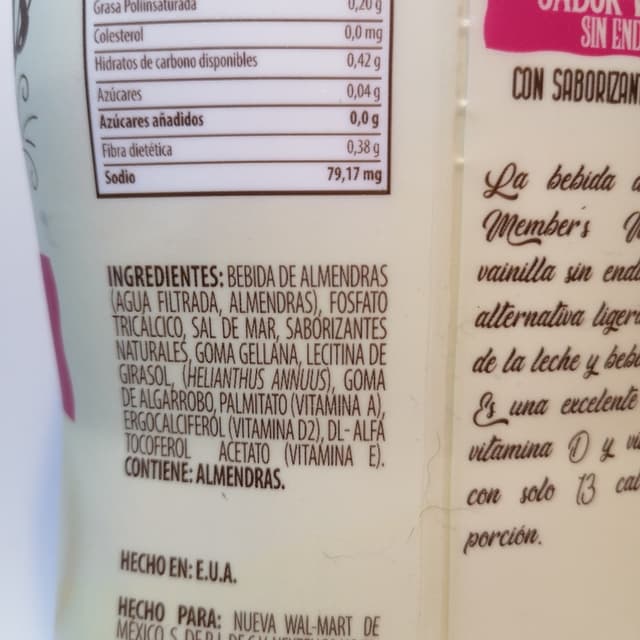 Grasa Poliinsaturada 0,20 g
Colesterol 0,0 mg
Hidratos de carbono disponibles 0,42 g
Azúcares 0,04 g
Azúcares añadidos 0,0 g
Fibra dietética 0,38 g
Sodio 79,17 mg
INGREDIENTES: BEBIDA DE ALMENDRAS
(AGUA FILTRADA, ALMENDRAS), FOSFATO
TRICÁLCICO, SAL DE MAR, SABORIZANTES
NATURALES, GOMA GELLANA, LECITINA DE
GIRASOL, (HELIANTHUS ANNUUS), GOMA
DE ALGARROBO, PALMITATO (VITAMINA A),
ERGOCALCIFEROL (VITAMINA D2), DL-ALFA
TOCOFEROL ACETATO (VITAMINA E).
CONTIENE: ALMENDRAS.
HECHO EN: E.U.A.
HECHO PARA: NUEVA WAL-MART DE
SABOR
SIN END
CON SABORIZAN
La bebida
Member's
vainilla sin end
alternativa liger
de la leche y beb
Es una excelente
vitamina D y
con solo 13 cal
porción.